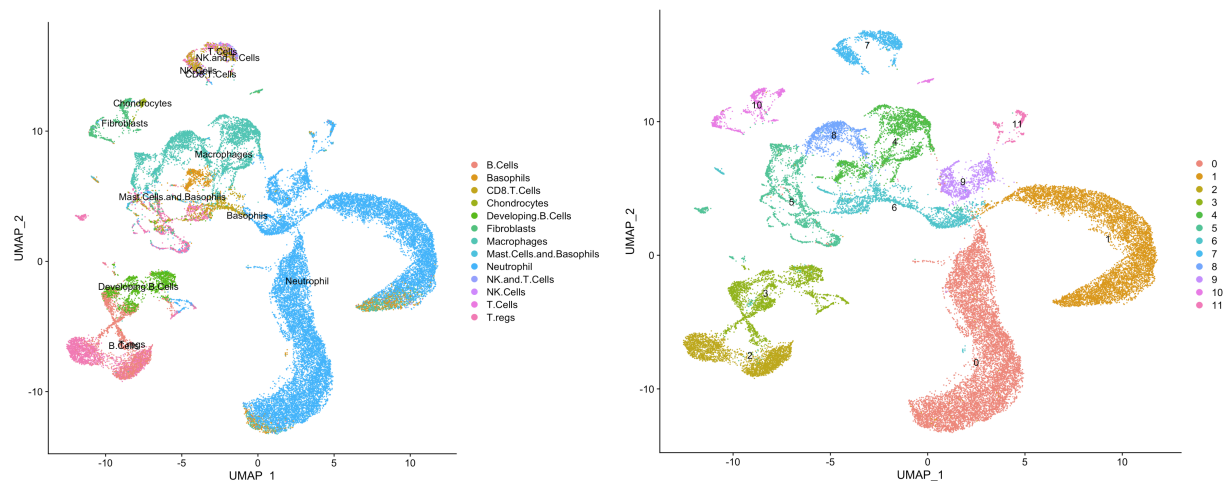 T.Cells
NK.and.T.Cells
NK.Cells
CD8.T.Cells
Chondrocytes
Fibroblasts
Macrophages
Mast.Cells.and.Basophils
Basophils
Neutrophil
Developing.B.Cells
B.Cells
T.regs
10
0
-10
UMAP_2
-10
-5
0
5
10
UMAP_1
B.Cells
Basophils
CD8.T.Cells
Chondrocytes
Developing.B.Cells
Fibroblasts
Macrophages
Mast.Cells.and.Basophils
Neutrophil
NK.and.T.Cells
NK.Cells
T.Cells
T.regs
7
10
11
8
4
9
5
6
1
3
2
0
10
0
-10
UMAP_2
-10
-5
0
5
10
UMAP_1
0
1
2
3
4
5
6
7
8
9
10
11